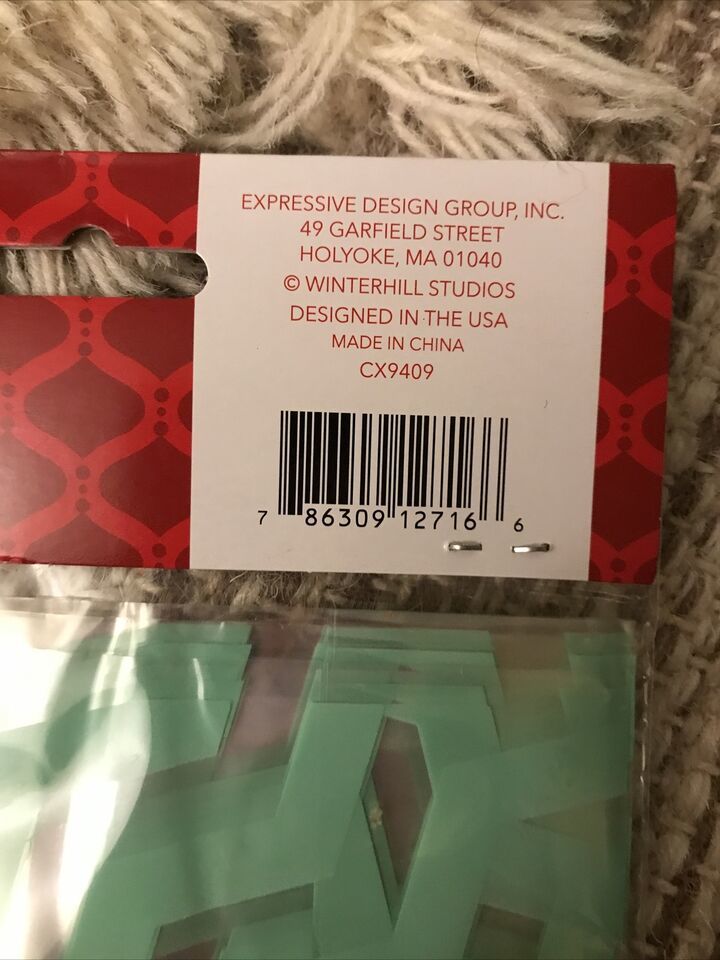 EXPRESSIVE DESIGN GROUP, INC.
49 GARFIELD STREET
HOLYOKE, MA 01040
© WINTERHILL STUDIOS
DESIGNED IN THE USA
MADE IN CHINA
CX9409
7 86309 12716 6